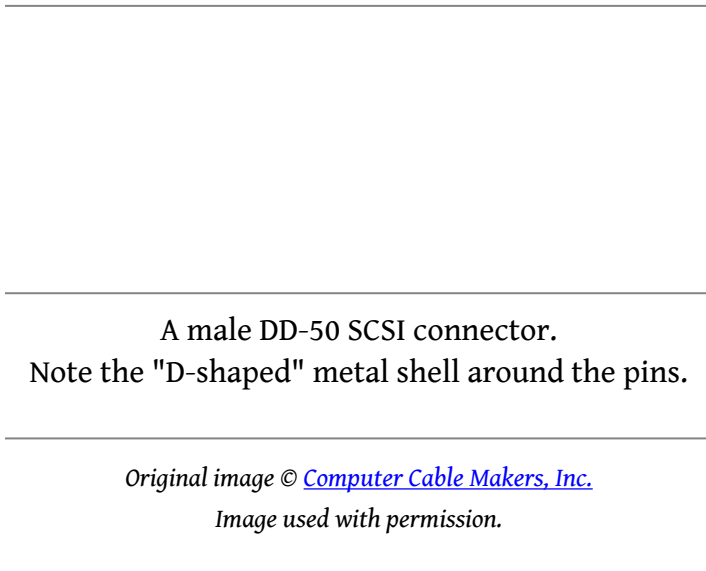 A male DD-50 SCSI connector.
Note the "D-shaped" metal shell around the pins.
Original image © Computer Cable Makers, Inc.
Image used with permission.